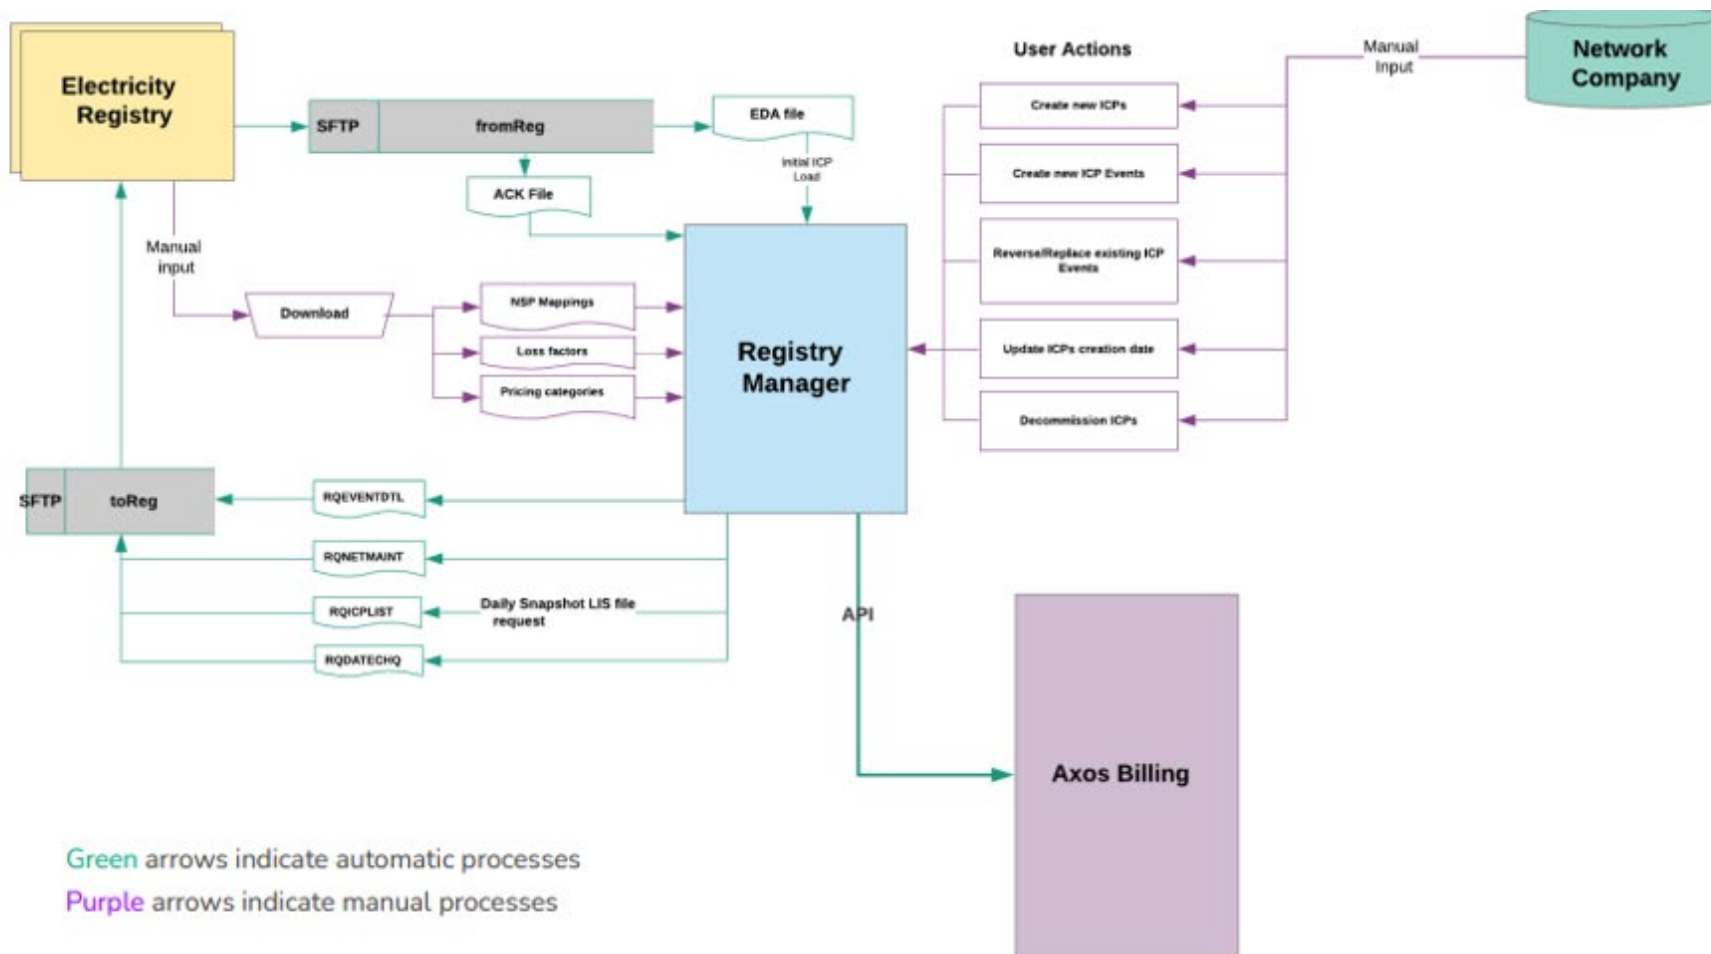 Electricity
Registry
SFTP
fromReg
EDA file
Initial ICP
Load
ACK File
User Actions
Manual
Input
Network
Company
Create new ICPs
Create new ICP Events
Reverse/Replace existing ICP
Events
Update ICPs creation date
Decommission ICPs
Manual
input
Download
NSP Mappings
Loss factors
Pricing categories
Registry
Manager
SFTP
toReg
RQEVENTDTL
RQNETMAINT
RQICPLIST
Daily Snapshot LIS file
request
RQDATECHQ
API
Axos Billing
Green arrows indicate automatic processes
Purple arrows indicate manual processes